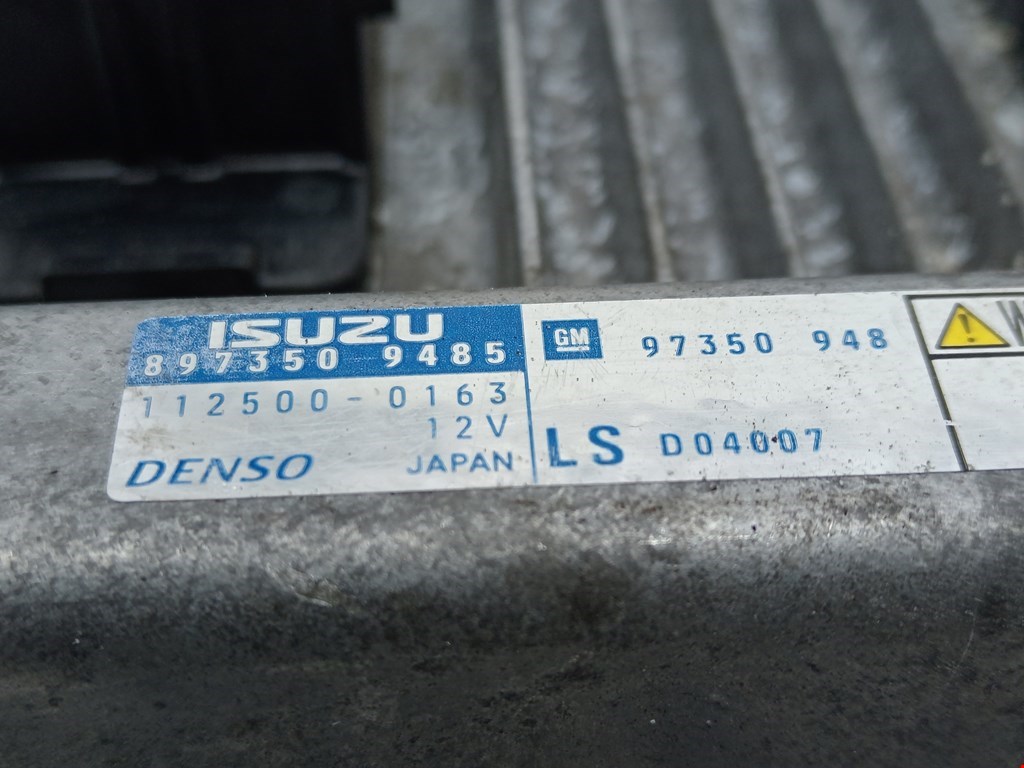 ISUZU
897350 9485
112500-0163
12V
DENSO JAPAN
GM 97350 948
LS D04007